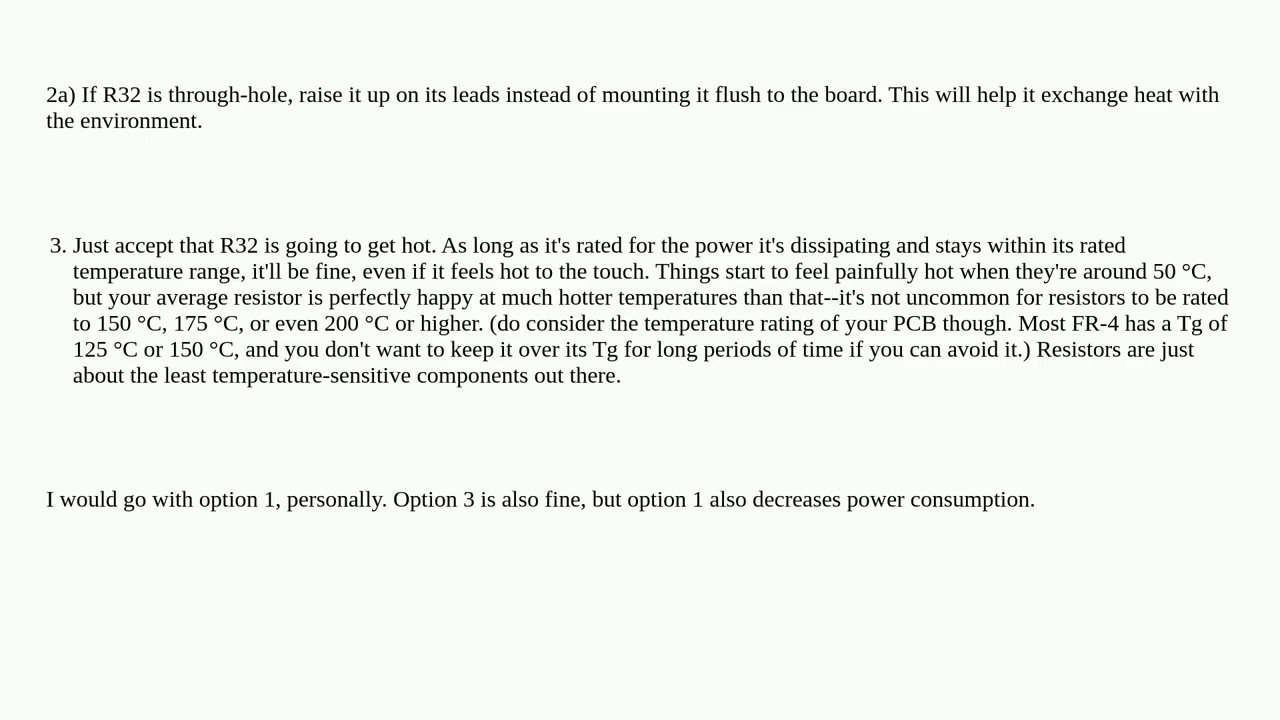 2a) If R32 is through-hole, raise it up on its leads instead of mounting it flush to the board. This will help it exchange heat with
the environment.
3. Just accept that R32 is going to get hot. As long as it's rated for the power it's dissipating and stays within its rated
temperature range, it'll be fine, even if it feels hot to the touch. Things start to feel painfully hot when they're around 50 °C,
but your average resistor is perfectly happy at much hotter temperatures than that--it's not uncommon for resistors to be rated
to 150 °C, 175 °C, or even 200 °C or higher. (do consider the temperature rating of your PCB though. Most FR-4 has a Tg of
125 °C or 150 °C, and you don't want to keep it over its Tg for long periods of time if you can avoid it.) Resistors are just
about the least temperature-sensitive components out there.
I would go with option 1, personally. Option 3 is also fine, but option 1 also decreases power consumption.